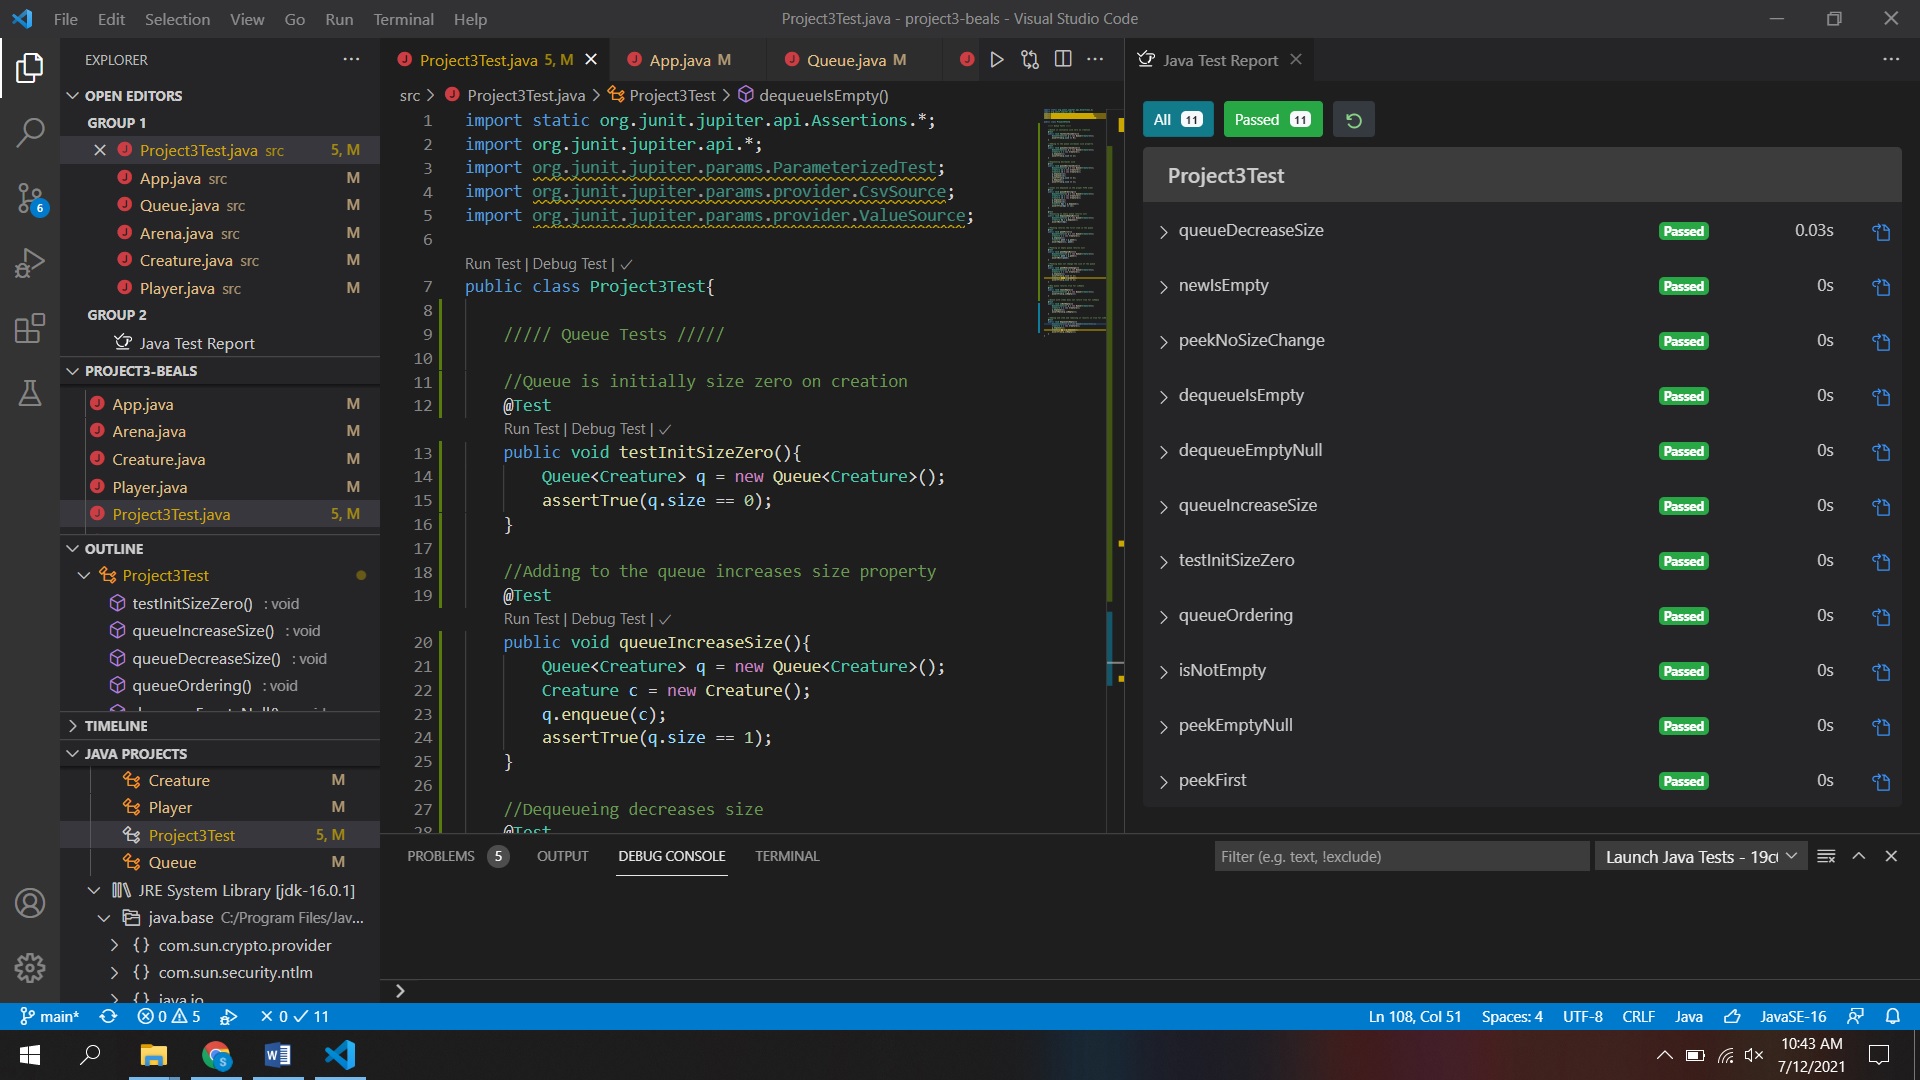 File Edit Selection View Go Run Terminal Help
Project3Test.java - project3-beals - Visual Studio Code
EXPLORER
OPEN EDITORS
GROUP 1
Project3Test.java src 5, M
App.java src M
Queue.java src M
Arena.java src M
Creature.java src M
Player.java src M
GROUP 2
Java Test Report
PROJECT3-BEALS
App.java M
Arena.java M
Creature.java M
Player.java M
Project3Test.java 5, M
OUTLINE
Project3Test
testInitSizeZero() : void
queueIncreaseSize() : void
queueDecreaseSize() : void
queueOrdering() : void
TIMELINE
JAVA PROJECTS
Creature M
Player M
Project3Test 5, M
Queue M
JRE System Library [jdk-16.0.1]
java.base C:/Program Files/Jav...
com.sun.crypto.provider
com.sun.security.ntlm
java.io
6
Project3Test.java 5, M
App.java M
Queue.java M
src > Project3Test.java > Project3Test > dequeueIsEmpty()
1 import static org.junit.jupiter.api.Assertions.*;
2 import org.junit.jupiter.api.*;
3 import org.junit.jupiter.params.ParameterizedTest;
4 import org.junit.jupiter.params.provider.CsvSource;
5 import org.junit.jupiter.params.provider.ValueSource;
6
Run Test | Debug Test | ✓
7 public class Project3Test{
8
9 ///// Queue Tests /////
10
11 //Queue is initially size zero on creation
12 @Test
Run Test | Debug Test | ✓
13 public void testInitSizeZero(){
14 Queue<Creature> q = new Queue<Creature>();
15 assertTrue(q.size == 0);
16 }
17
18 //Adding to the queue increases size property
19 @Test
Run Test | Debug Test | ✓
20 public void queueIncreaseSize(){
21 Queue<Creature> q = new Queue<Creature>();
22 Creature c = new Creature();
23 q.enqueue(c);
24 assertTrue(q.size == 1);
25 }
26
27 //Dequeueing decreases size
28 @Test
Java Test Report
All 11 Passed 11
Project3Test
queueDecreaseSize Passed 0.03s
newIsEmpty Passed 0s
peekNoSizeChange Passed 0s
dequeueIsEmpty Passed 0s
dequeueEmptyNull Passed 0s
queueIncreaseSize Passed 0s
testInitSizeZero Passed 0s
queueOrdering Passed 0s
isNotEmpty Passed 0s
peekEmptyNull Passed 0s
peekFirst Passed 0s
PROBLEMS 5 OUTPUT DEBUG CONSOLE TERMINAL
Filter (e.g. text, !exclude)
Launch Java Tests - 19c
main* 0 5 0 ✓ 11
Ln 108, Col 51 Spaces: 4 UTF-8 CRLF Java JavaSE-16
10:43 AM
7/12/2021